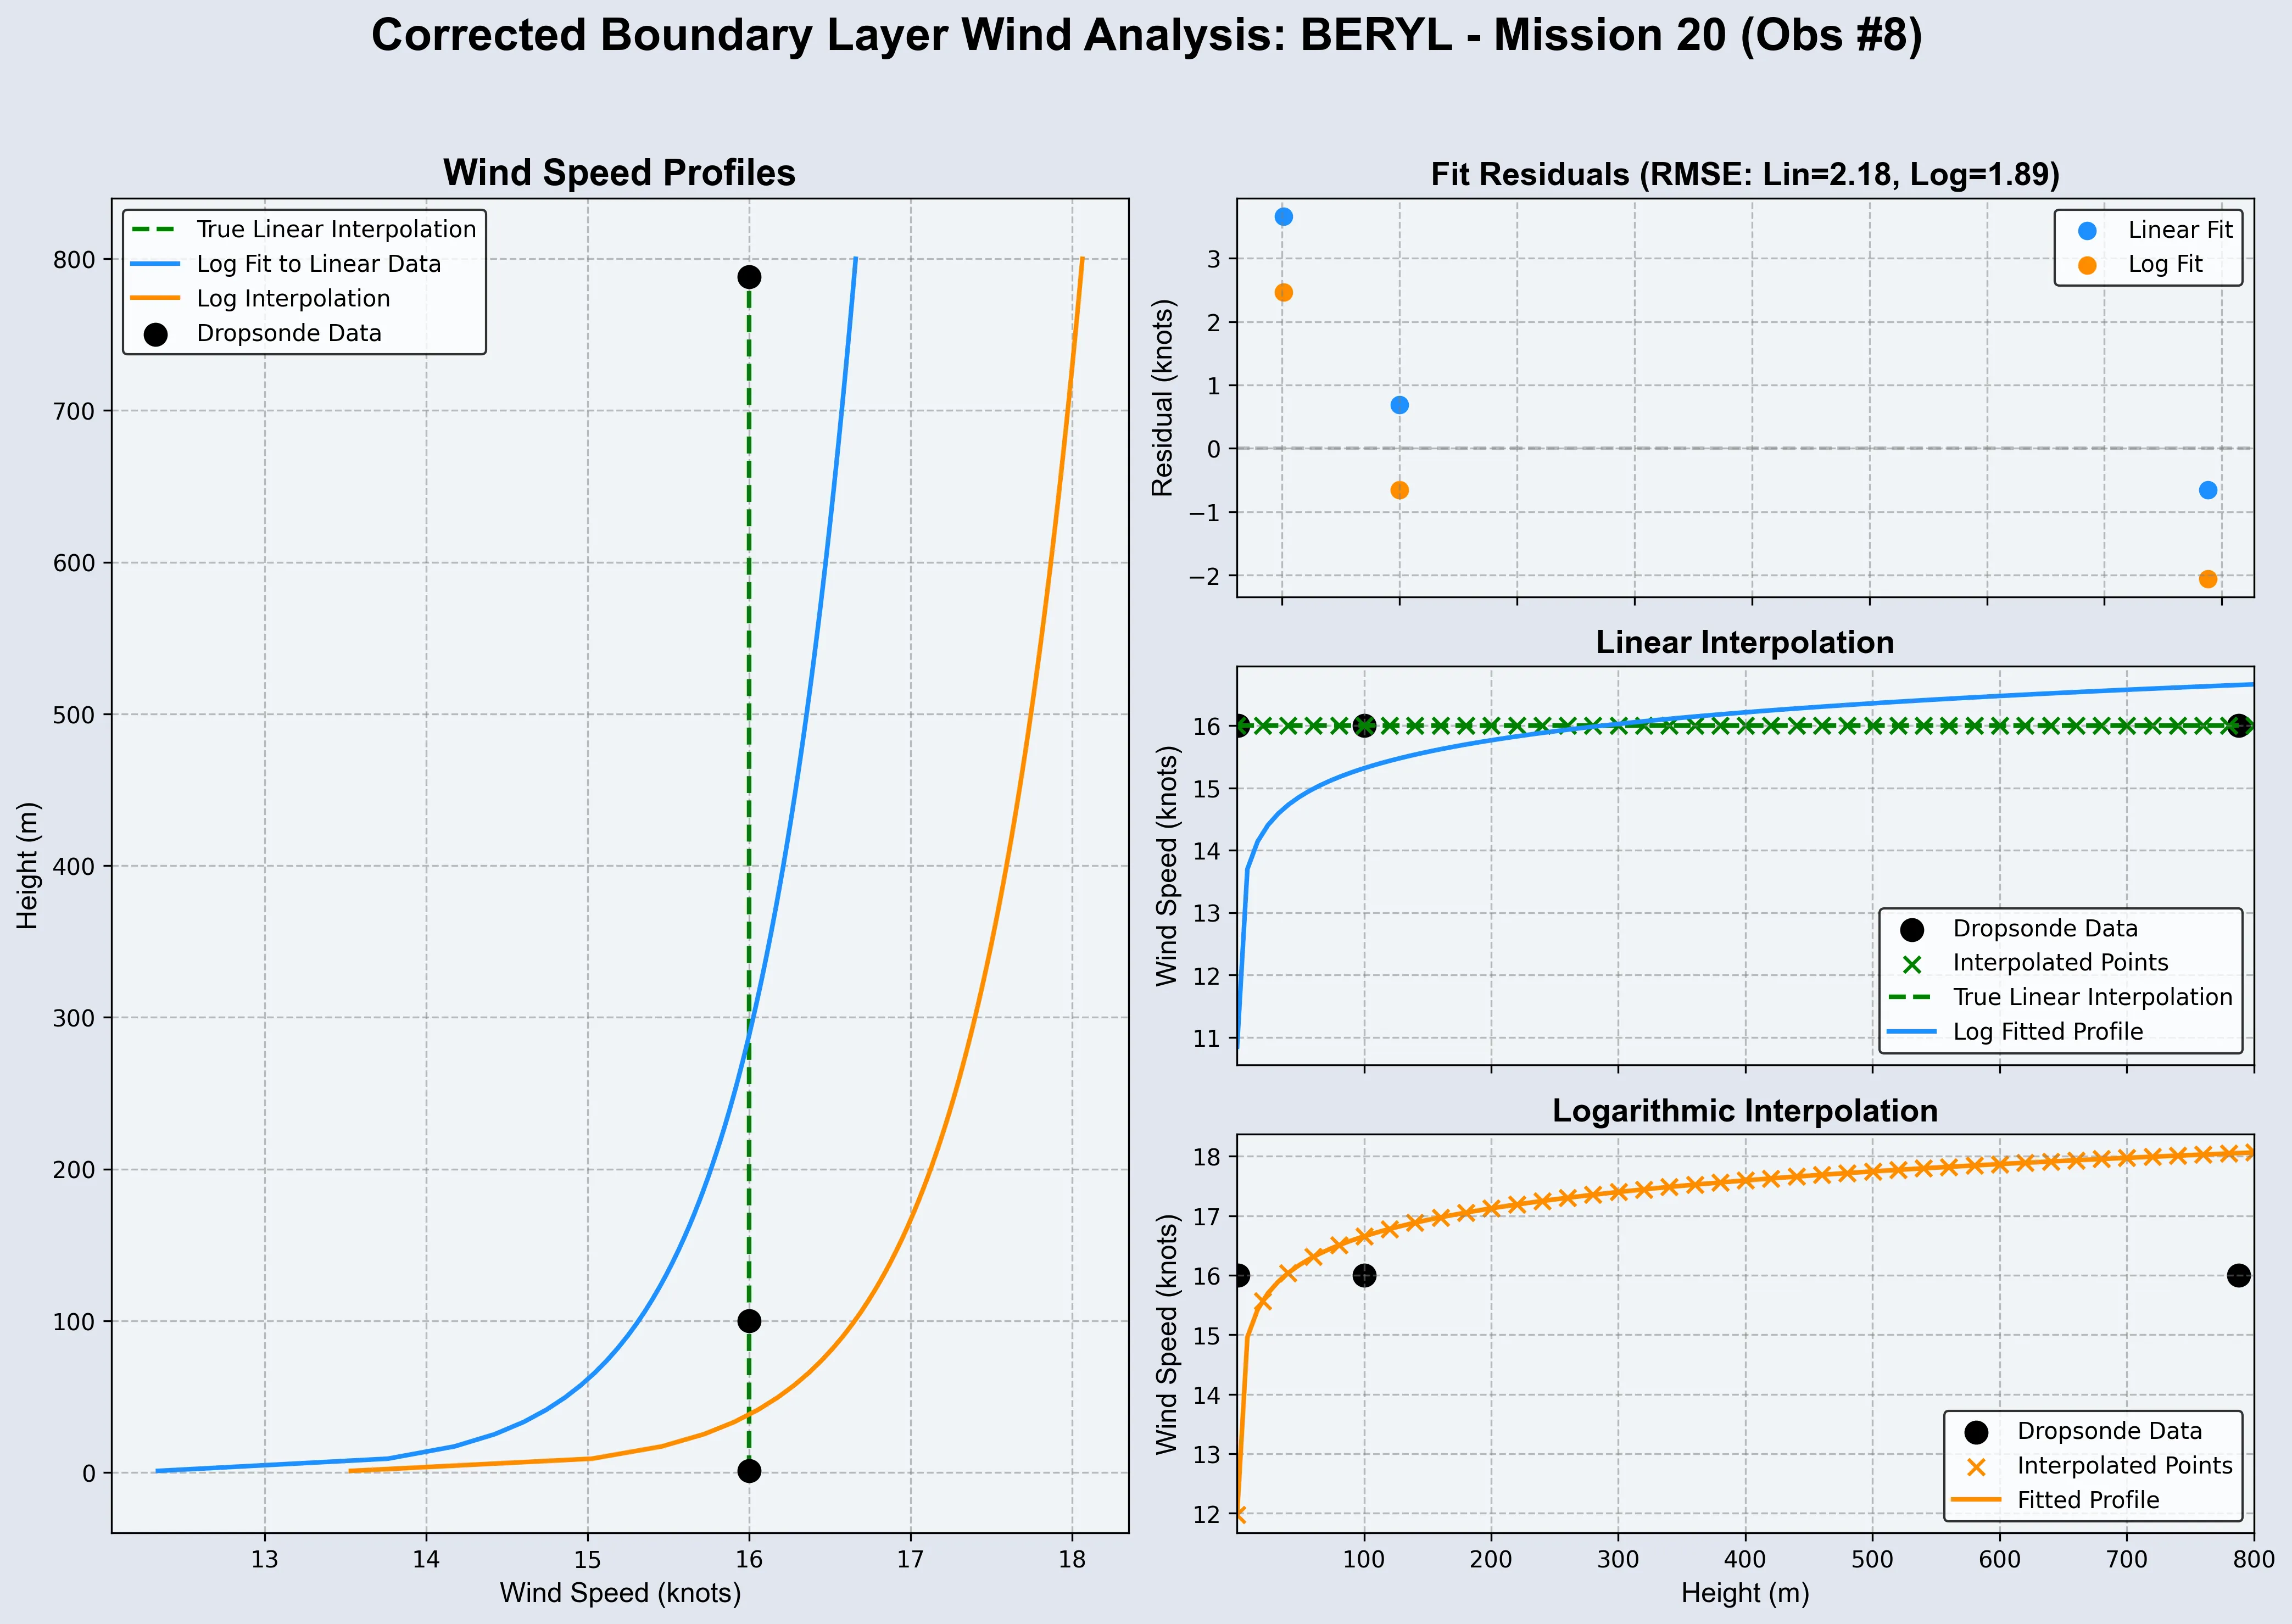 Corrected Boundary Layer Wind Analysis: BERYL - Mission 20 (Obs #8)
Wind Speed Profiles
True Linear Interpolation
Log Fit to Linear Data
Log Interpolation
Dropsonde Data
800
700
600
500
400
300
200
100
0
Height (m)
13 14 15 16 17 18
Wind Speed (knots)
Fit Residuals (RMSE: Lin=2.18, Log=1.89)
Linear Fit
Log Fit
3
2
1
0
−1
−2
Residual (knots)
Linear Interpolation
16
15
14
13
12
11
Wind Speed (knots)
Dropsonde Data
Interpolated Points
True Linear Interpolation
Log Fitted Profile
Logarithmic Interpolation
18
17
16
15
14
13
12
Wind Speed (knots)
Dropsonde Data
Interpolated Points
Fitted Profile
100 200 300 400 500 600 700 800
Height (m)